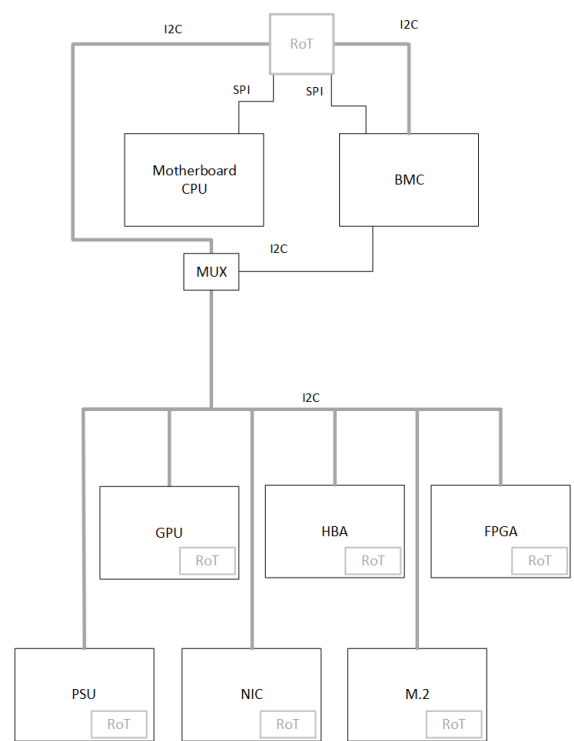 I2C
RoT
I2C
SPI
SPI
Motherboard
CPU
BMC
I2C
MUX
I2C
GPU
RoT
HBA
RoT
FPGA
RoT
PSU
RoT
NIC
RoT
M.2
RoT